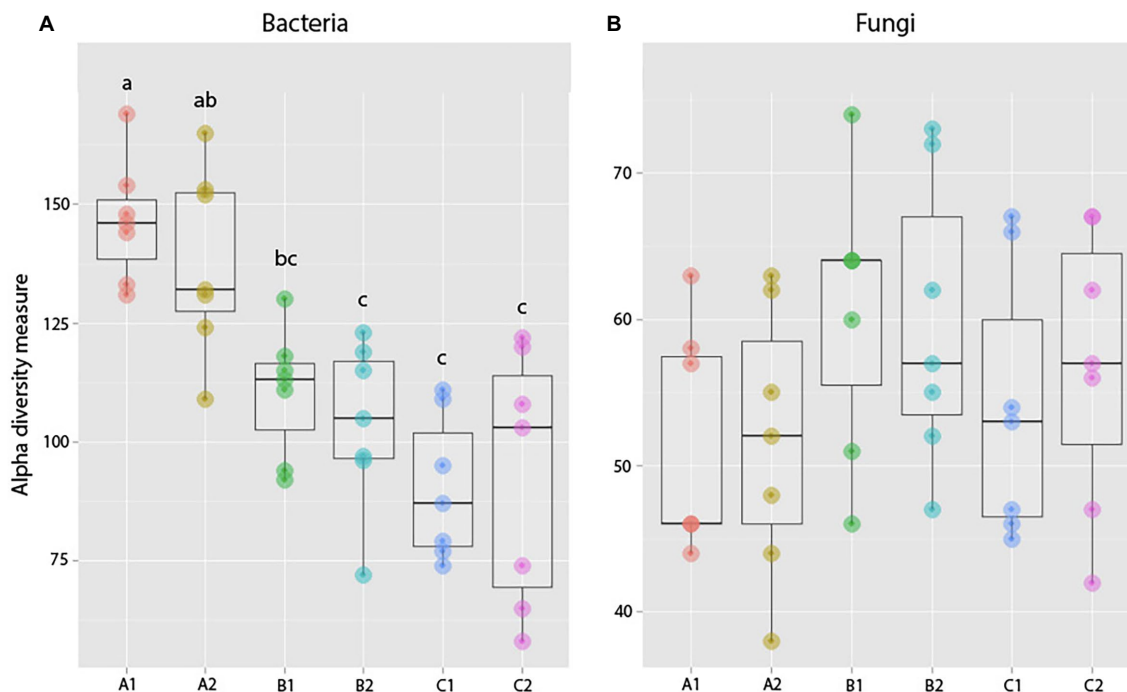 A Bacteria
B Fungi
Alpha diversity measure
150
125
100
75
a
ab
bc
c
c
c
A1 A2 B1 B2 C1 C2
70
60
50
40
A1 A2 B1 B2 C1 C2